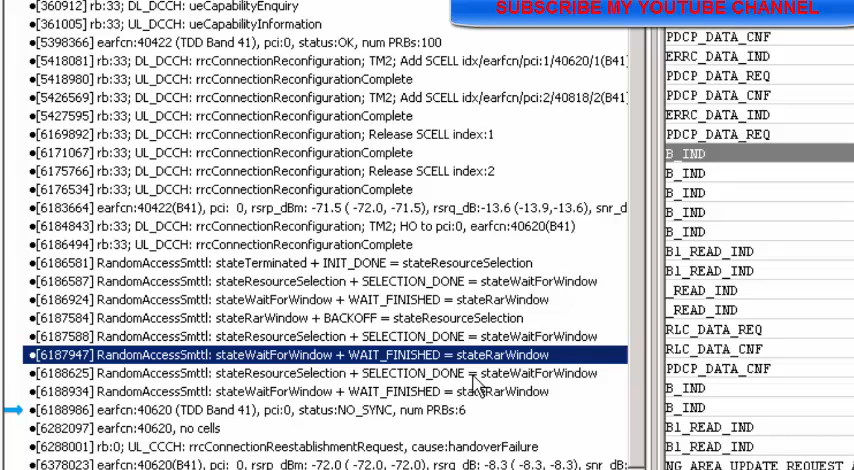 [360912] rb:33; DL_DCCH: ueCapabilityEnquiry
[361005] rb:33; UL_DCCH: ueCapabilityInformation
[5398366] earfcn:40422 (TDD Band 41), pci:0, status:OK, num PRBs:100
[5418081] rb:33; DL_DCCH: rrcConnectionReconfiguration; TM2; Add SCELL idx/earfcn/pci:1/40620/1(B41)
[5418980] rb:33; UL_DCCH: rrcConnectionReconfigurationComplete
[5426569] rb:33; DL_DCCH: rrcConnectionReconfiguration; TM2; Add SCELL idx/earfcn/pci:2/40818/2(B41)
[5427595] rb:33; UL_DCCH: rrcConnectionReconfigurationComplete
[6169892] rb:33; DL_DCCH: rrcConnectionReconfiguration; Release SCELL index:1
[6171067] rb:33; UL_DCCH: rrcConnectionReconfigurationComplete
[6175766] rb:33; DL_DCCH: rrcConnectionReconfiguration; Release SCELL index:2
[6176534] rb:33; UL_DCCH: rrcConnectionReconfigurationComplete
[6183664] earfcn:40422(B41), pci: 0, rsrp_dBm: -71.5 ( -72.0, -71.5), rsrq_dB:-13.6 (-13.9,-13.6), snr_d
[6184843] rb:33; DL_DCCH: rrcConnectionReconfiguration; TM2; HO to pci:0, earfcn:40620(B41)
[6186494] rb:33; UL_DCCH: rrcConnectionReconfigurationComplete
[6186581] RandomAccessSmttl: stateTerminated + INIT_DONE = stateResourceSelection
[6186587] RandomAccessSmttl: stateResourceSelection + SELECTION_DONE = stateWaitForWindow
[6186924] RandomAccessSmttl: stateWaitForWindow + WAIT_FINISHED = stateRarWindow
[6187584] RandomAccessSmttl: stateRarWindow + BACKOFF = stateResourceSelection
[6187588] RandomAccessSmttl: stateResourceSelection + SELECTION_DONE = stateWaitForWindow
[6187947] RandomAccessSmttl: stateWaitForWindow + WAIT_FINISHED = stateRarWindow
[6188625] RandomAccessSmttl: stateResourceSelection + SELECTION_DONE = stateWaitForWindow
[6188934] RandomAccessSmttl: stateWaitForWindow + WAIT_FINISHED = stateRarWindow
[6188986] earfcn:40620 (TDD Band 41), pci:0, status:NO_SYNC, num PRBs:6
[6282097] earfcn:40620, no cells
[6288001] rb:0; UL_CCCH: rrcConnectionReestablishmentRequest, cause:handoverFailure
[6378023] earfcn:40620(B41), pci: 0, rsrp_dBm: -72.0 ( -72.0, -72.0), rsrq_dB: -8.3 ( -8.3, -8.3), snr_dB:
SUBSCRIBE MY YOUTUBE CHANNEL
PDCP_DATA_CNF
ERRC_DATA_IND
PDCP_DATA_REQ
PDCP_DATA_CNF
ERRC_DATA_IND
PDCP_DATA_REQ
B_IND
B_IND
B_IND
B_IND
B_IND
B1_READ_IND
B1_READ_IND
_READ_IND
_READ_IND
RLC_DATA_REQ
RLC_DATA_CNF
PDCP_DATA_CNF
B_IND
B_IND
B1_READ_IND
B1_READ_IND
NG_AREA_UPDATE_REQUEST